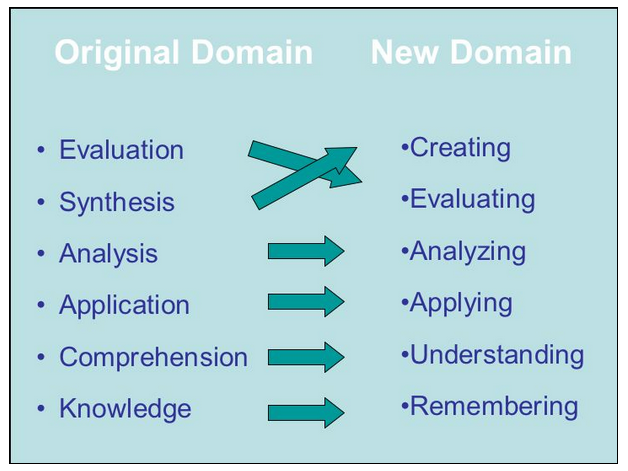 Original Domain New Domain
• Evaluation •Creating
• Synthesis •Evaluating
• Analysis •Analyzing
• Application •Applying
• Comprehension •Understanding
• Knowledge •Remembering